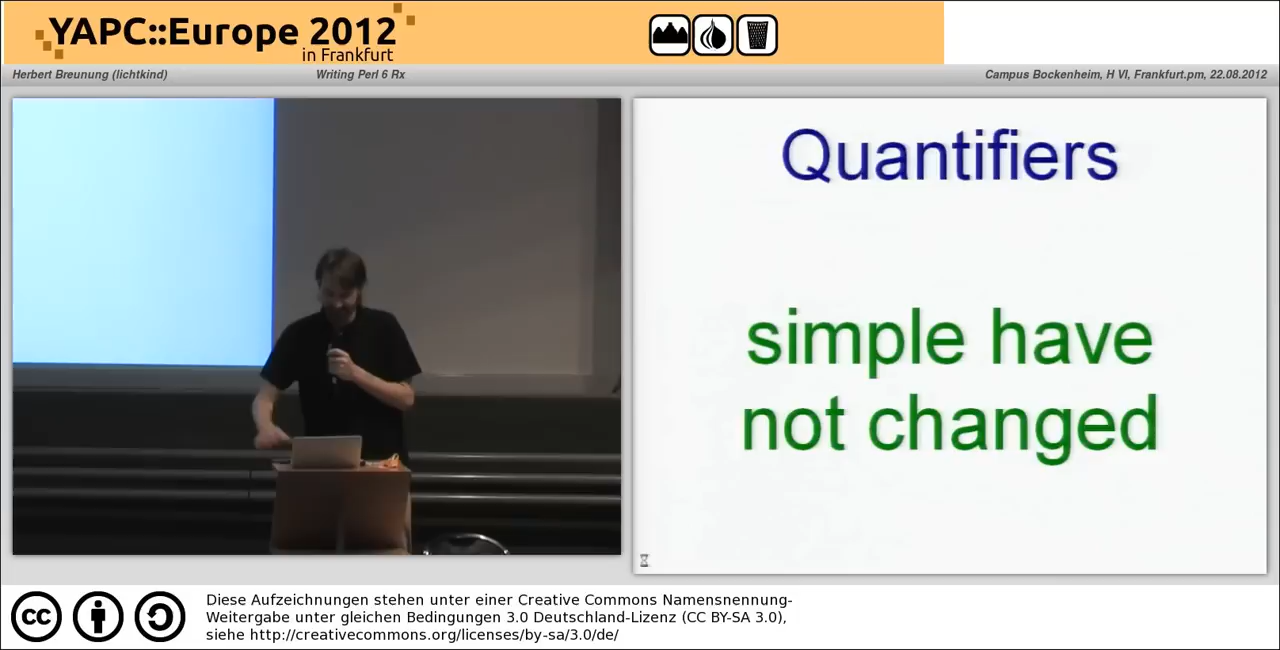 YAPC::Europe 2012
in Frankfurt
Herbert Breunung (lichtkind)
Writing Perl 6 Rx
Campus Bockenheim, H VI, Frankfurt.pm, 22.08.2012
Quantifiers
simple have
not changed
cc
Diese Aufzeichnungen stehen unter einer Creative Commons Namensnennung-
Weitergabe unter gleichen Bedingungen 3.0 Deutschland-Lizenz (CC BY-SA 3.0),
siehe http://creativecommons.org/licenses/by-sa/3.0/de/